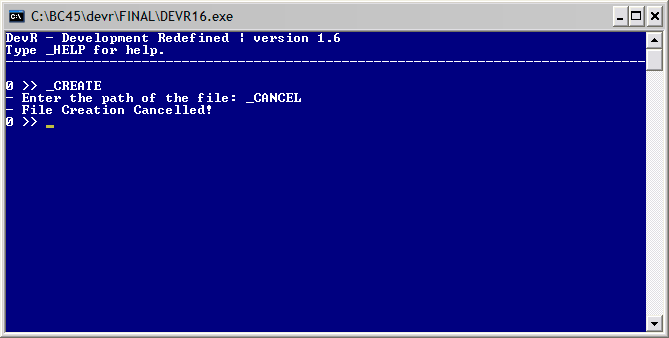 C:\BC45\devr\FINAL\DEVR16.exe
DevR - Development Redefined ¦ version 1.6
Type _HELP for help.
0 >> _CREATE
- Enter the path of the file: _CANCEL
- File Creation Cancelled!
0 >> _